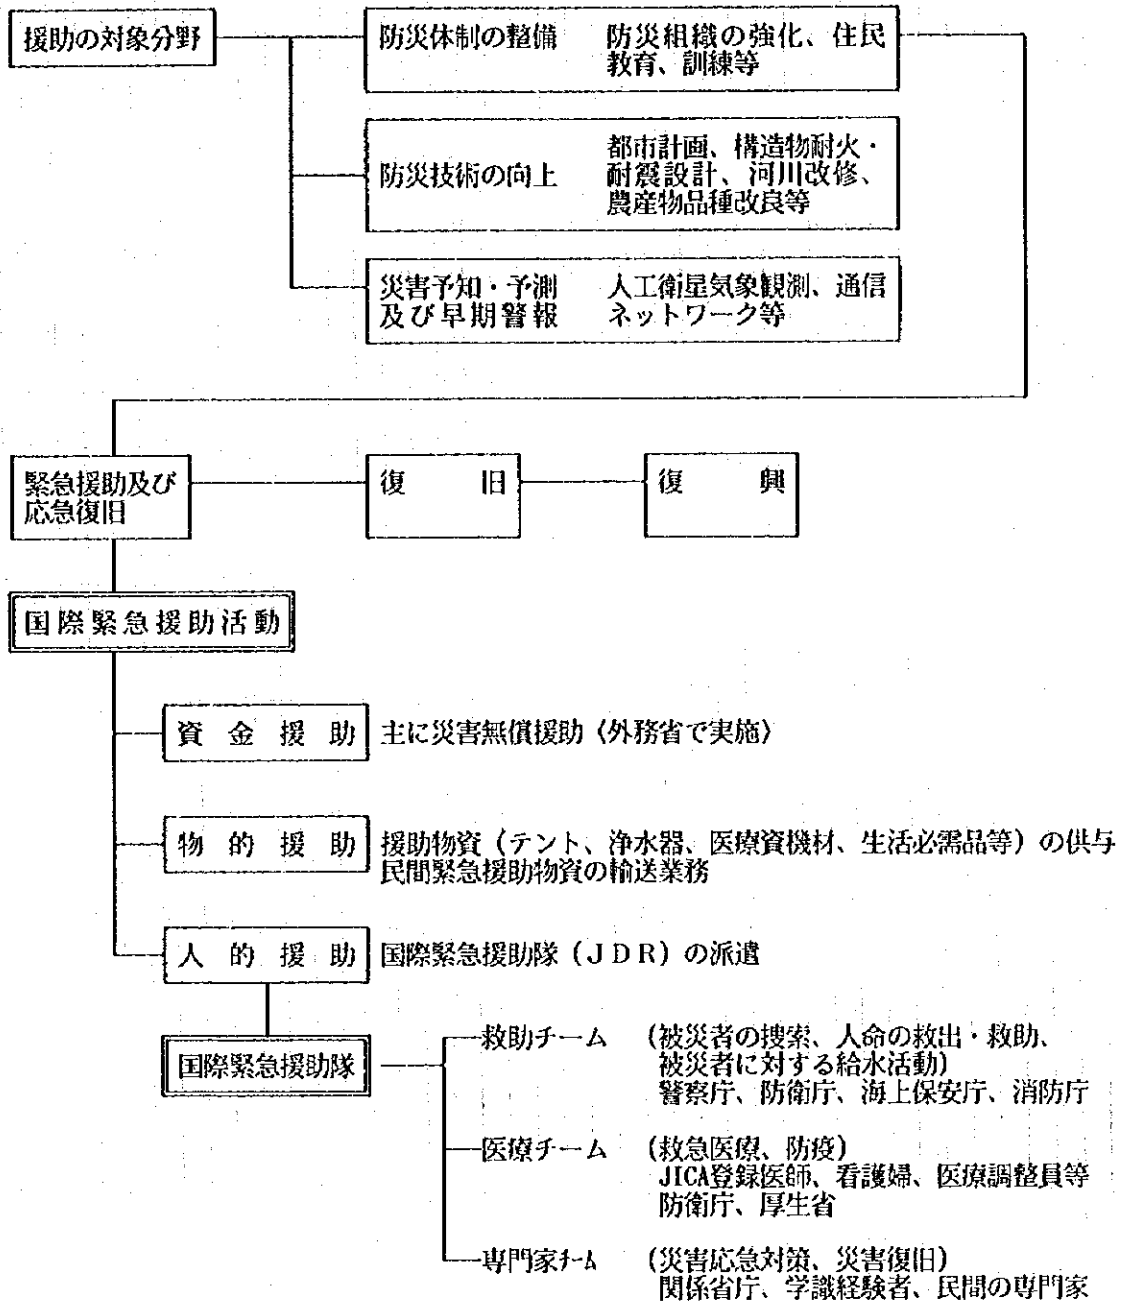 援助の対象分野
防災体制の整備 防災組織の強化、住民
教育、訓練等
防災技術の向上 都市計画、構造物耐火・
耐震設計、河川改修、
農産物品種改良等
災害予知・予測 人工衛星気象観測、通信
及び早期警報 ネットワーク等
緊急援助及び
応急復旧
復旧
復興
国際緊急援助活動
資金援助 主に災害無償援助〈外務省で実施〉
物的援助 援助物資(テント、浄水器、医療資機材、生活必需品等)の供与
民間緊急援助物資の輸送業務
人的援助 国際緊急援助隊(JDR)の派遣
国際緊急援助隊
救助チーム (被災者の捜索、人命の救出・救助、
被災者に対する給水活動)
警察庁、防衛庁、海上保安庁、消防庁
医療チーム (救急医療、防疫)
JICA登録医師、看護婦、医療調整員等
防衛庁、厚生省
専門家チーム (災害応急対策、災害復旧)
関係省庁、学識経験者、民間の専門家